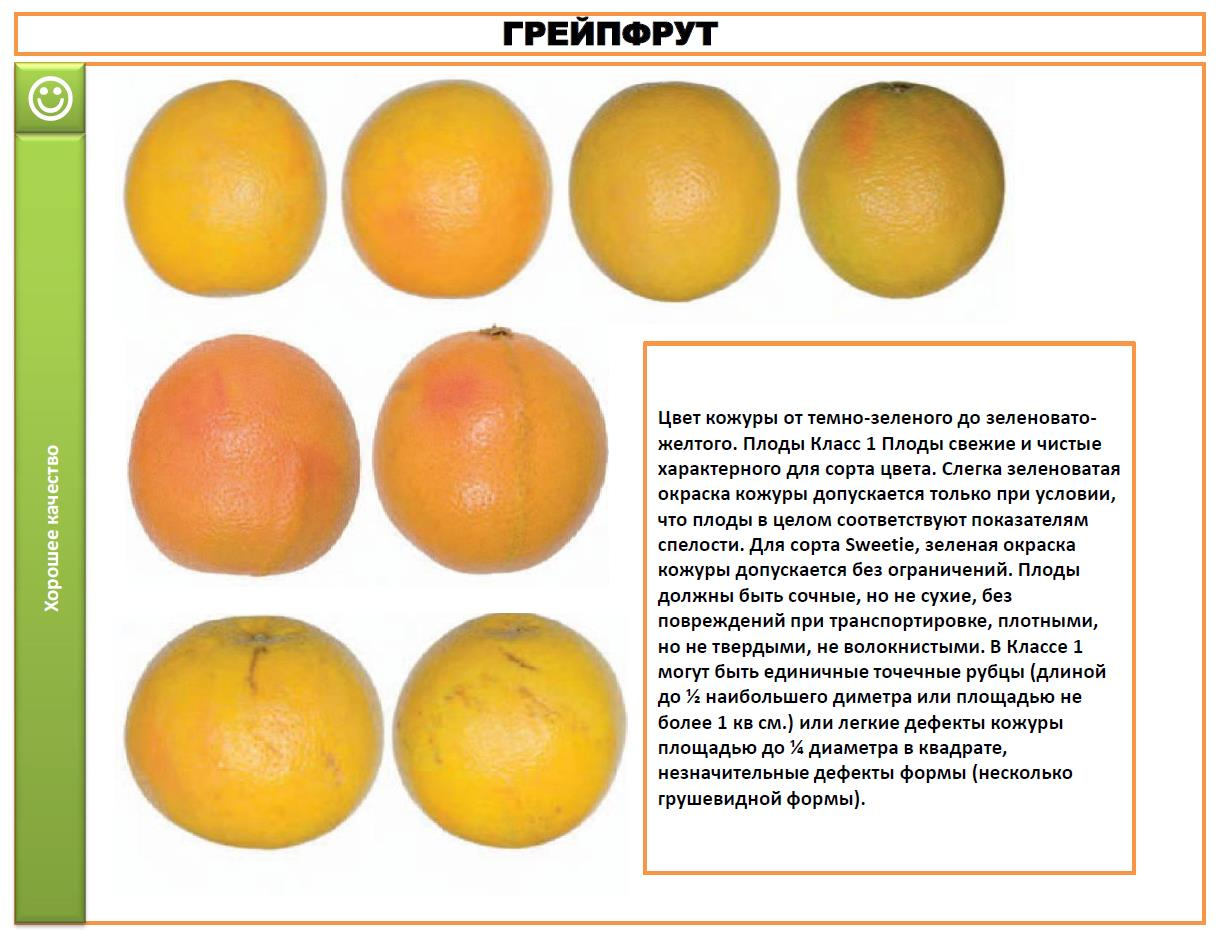 ГРЕЙПФРУТ
Хорошее качество
Цвет кожуры от темно-зеленого до зеленовато-
желтого. Плоды Класс 1 Плоды свежие и чистые
характерного для сорта цвета. Слегка зеленоватая
окраска кожуры допускается только при условии,
что плоды в целом соответствуют показателям
спелости. Для сорта Sweetie, зеленая окраска
кожуры допускается без ограничений. Плоды
должны быть сочные, но не сухие, без
повреждений при транспортировке, плотными,
но не твердыми, не волокнистыми. В Классе 1
могут быть единичные точечные рубцы (длиной
до ½ наибольшего диметра или площадью не
более 1 кв см.) или легкие дефекты кожуры
площадью до ¼ диаметра в квадрате,
незначительные дефекты формы (несколько
грушевидной формы).